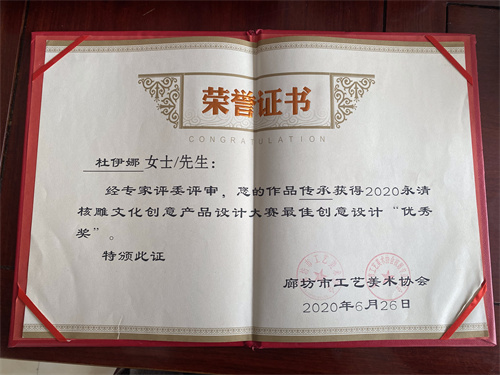 荣誉证书
CONGRATULATION
杜伊娜 女士/先生：
经专家评委评审，您的作品传承获得2020永清
核雕文化创意产品设计大赛最佳创意设计“优秀
奖”。
特颁此证
廊坊市工艺美术协会
2020年6月26日